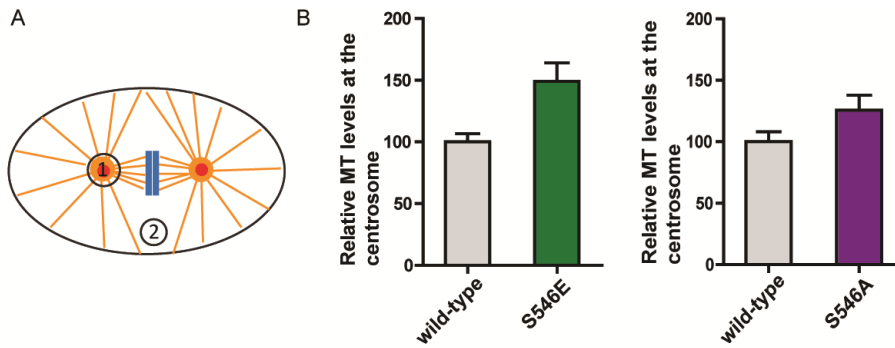 A
1
2
B
Relative MT levels at the
centrosome
200
150
100
50
0
wild-type
S546E
Relative MT levels at the
centrosome
200
150
100
50
0
wild-type
S546A